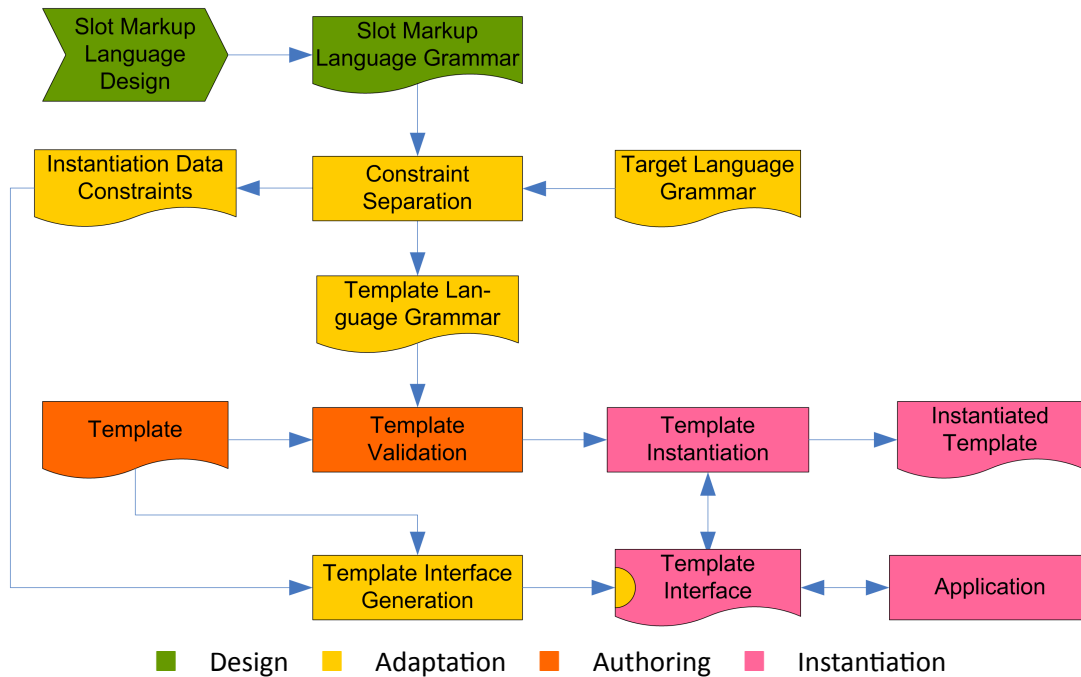 Slot Markup
Language
Design
Slot Markup
Language Grammar
Instantiation Data
Constraints
Constraint
Separation
Target Language
Grammar
Template Lan-
guage Grammar
Template
Template
Validation
Template
Instantiation
Instantiated
Template
Template Interface
Generation
Template
Interface
Application
Design
Adaptation
Authoring
Instantiation